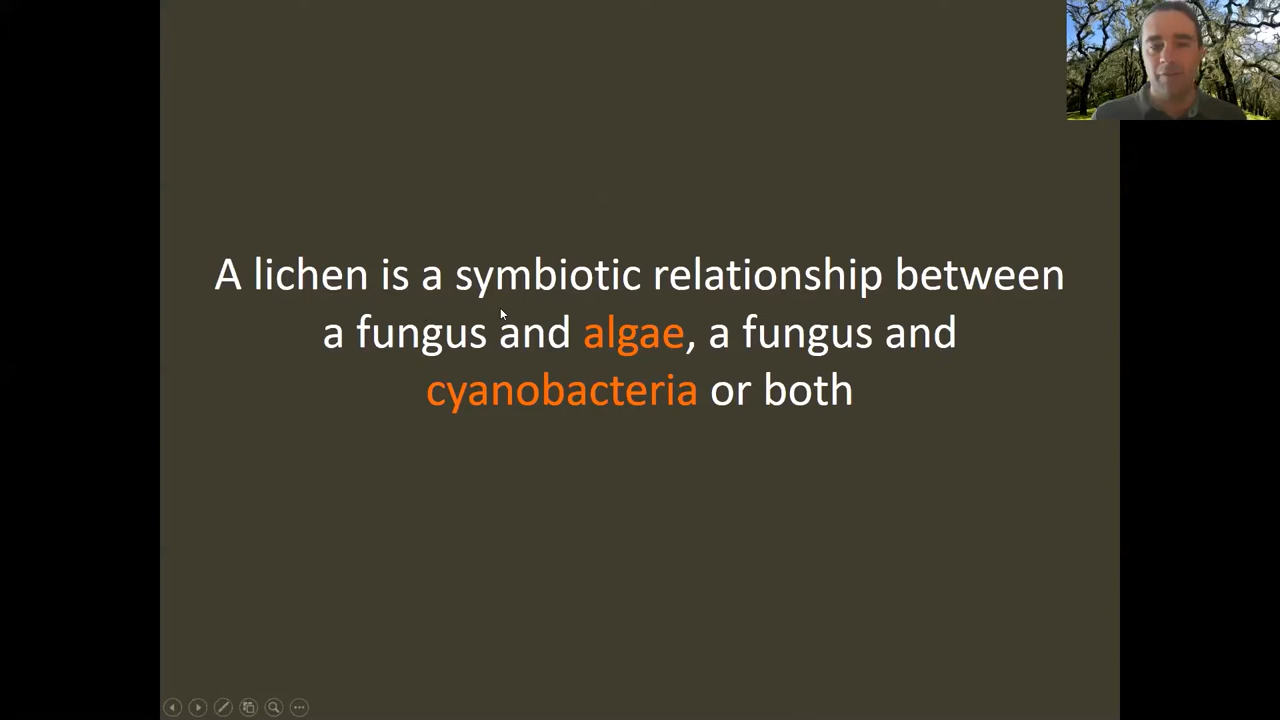 A lichen is a symbiotic relationship between
a fungus and algae, a fungus and
cyanobacteria or both